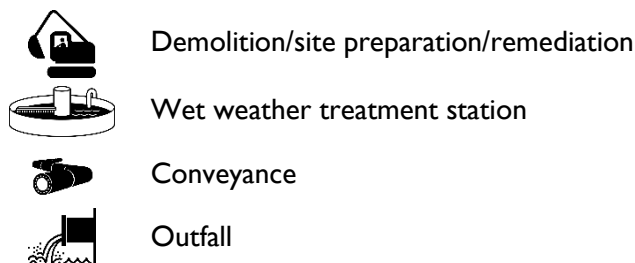 Demolition/site preparation/remediation
Wet weather treatment station
Conveyance
Outfall